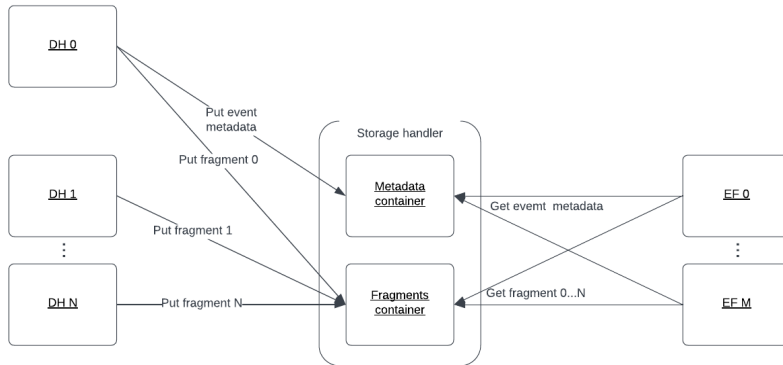 DH 0
Put event
metadata
Storage handler
Put fragment 0
DH 1
Metadata
container
EF 0
Get evemt metadata
Put fragment 1
DH N
Put fragment N
Fragments
container
Get fragment 0...N
EF M